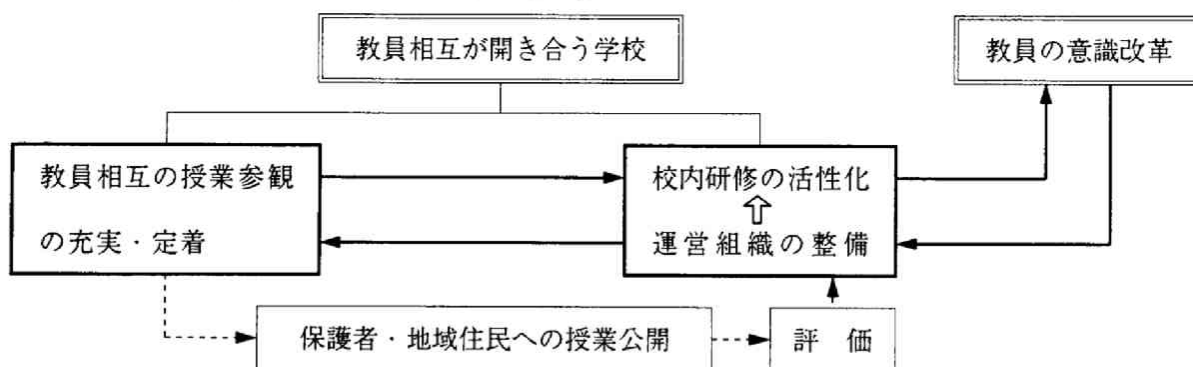 教員相互が開き合う学校
教員の意識改革
教員相互の授業参観
の充実・定着
校内研修の活性化
運営組織の整備
保護者・地域住民への授業公開
評価